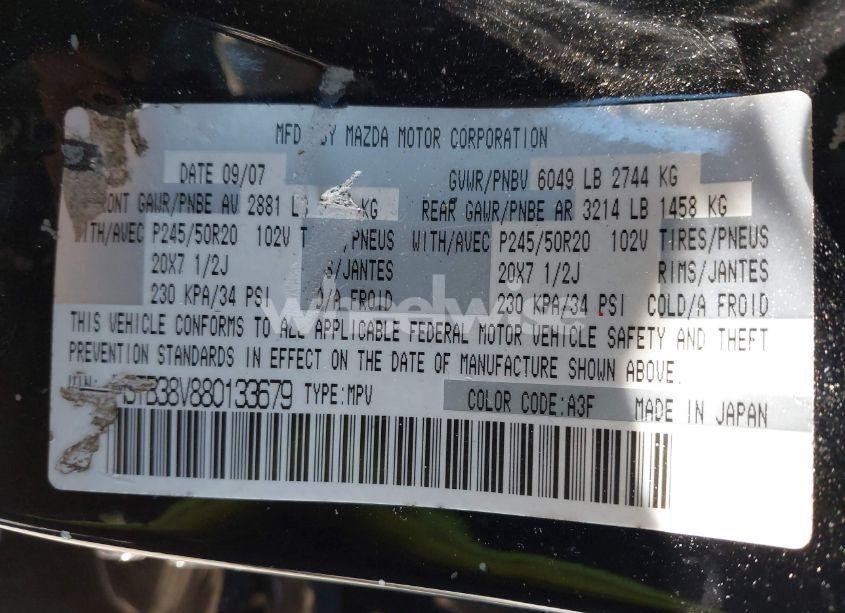 MFD BY MAZDA MOTOR CORPORATION
DATE 09/07 GVWR/PNBV 6049 LB 2744 KG
FRONT GAWR/PNBE AV 2881 L KG REAR GAWR/PNBE AR 3214 LB 1458 KG
WITH/AVEC P245/50R20 102V T ,PNEUS WITH/AVEC P245/50R20 102V TIRES/PNEUS
20X7 1/2J S/JANTES 20X7 1/2J RIMS/JANTES
230 KPA/34 PSI /A FROID 230 KPA/34 PSI COLD/A FROID
wheelwise
THIS VEHICLE CONFORMS TO ALL APPLICABLE FEDERAL MOTOR VEHICLE SAFETY AND THEFT
PREVENTION STANDARDS IN EFFECT ON THE DATE OF MANUFACTURE SHOWN ABOVE.
B38V880133679 TYPE:MPV COLOR CODE:A3F MADE IN JAPAN